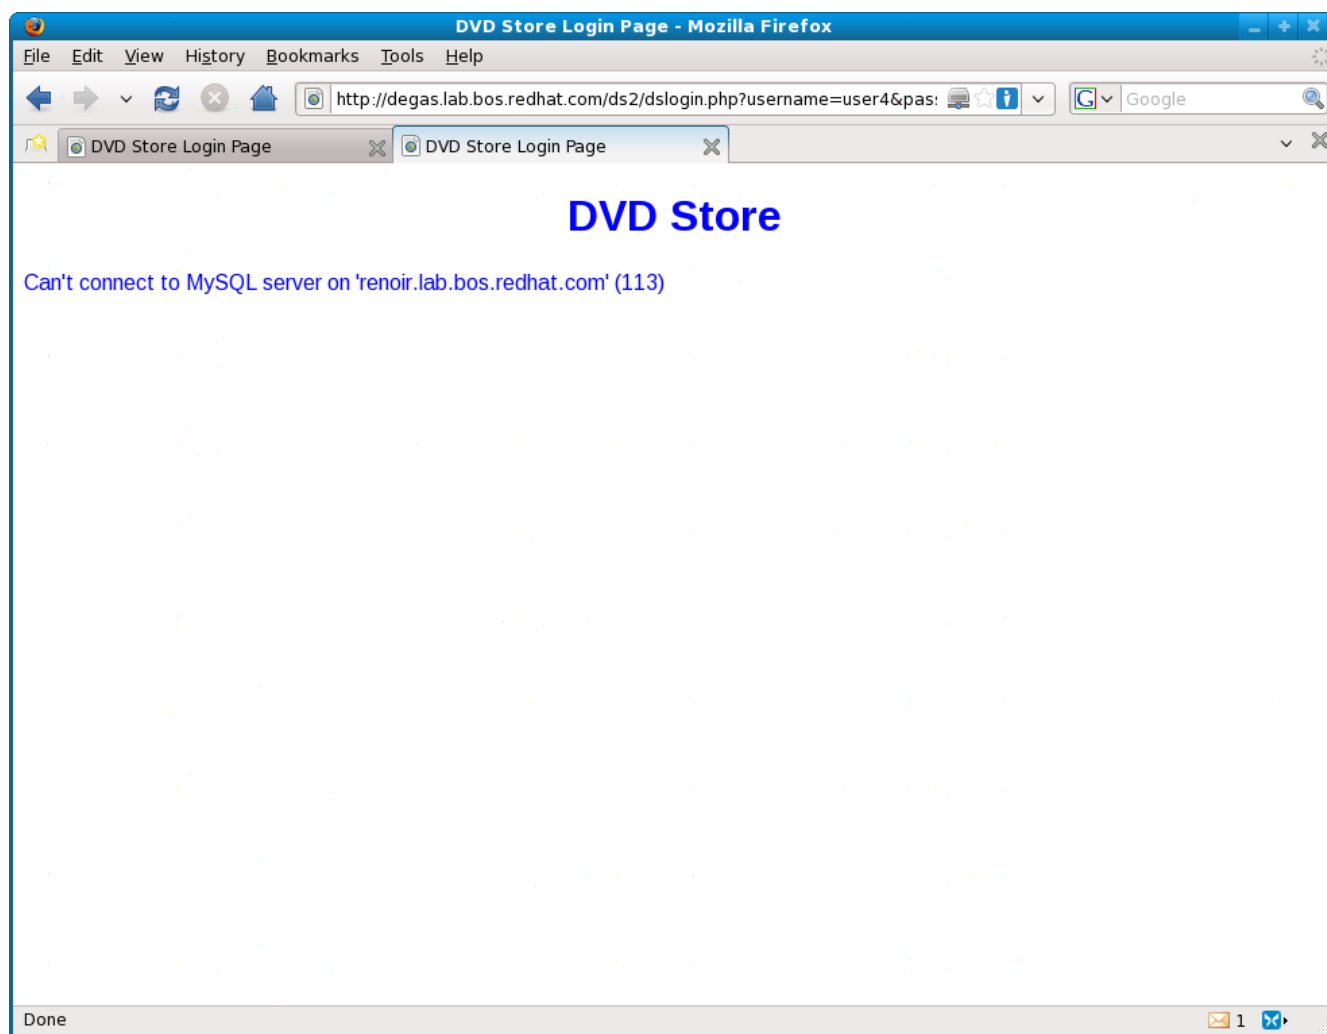 DVD Store Login Page - Mozilla Firefox
File Edit View History Bookmarks Tools Help
http://degas.lab.bos.redhat.com/ds2/dslogin.php?username=user4&pas: G Google
DVD Store Login Page DVD Store Login Page
DVD Store
Can't connect to MySQL server on 'renoir.lab.bos.redhat.com' (113)
Done 1